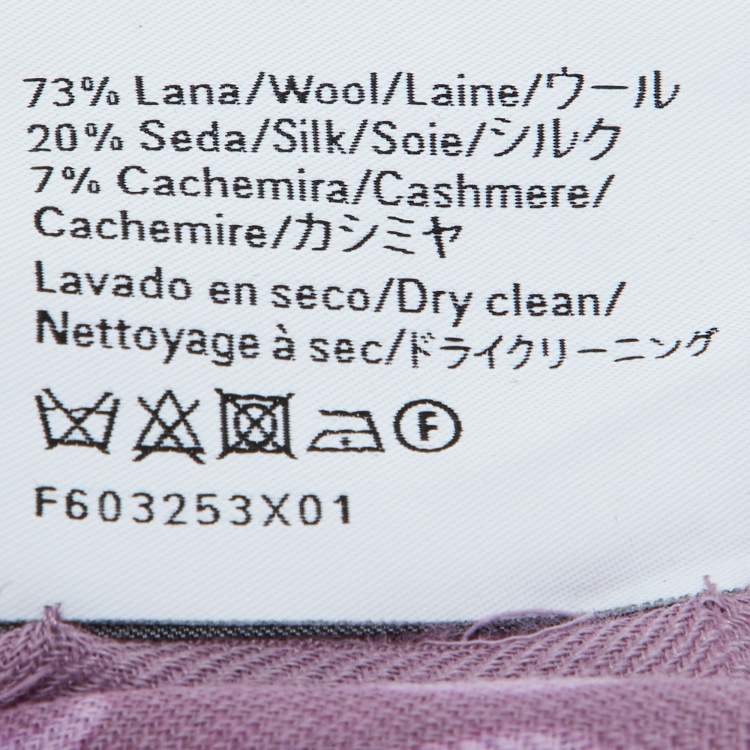 73% Lana/Wool/Laine/ウール
20% Seda/Silk/Soie/シルク
7% Cachemira/Cashmere/
Cachemire/カシミヤ
Lavado en seco/Dry clean/
Nettoyage à sec/ドライクリーニング
F
F603253X01